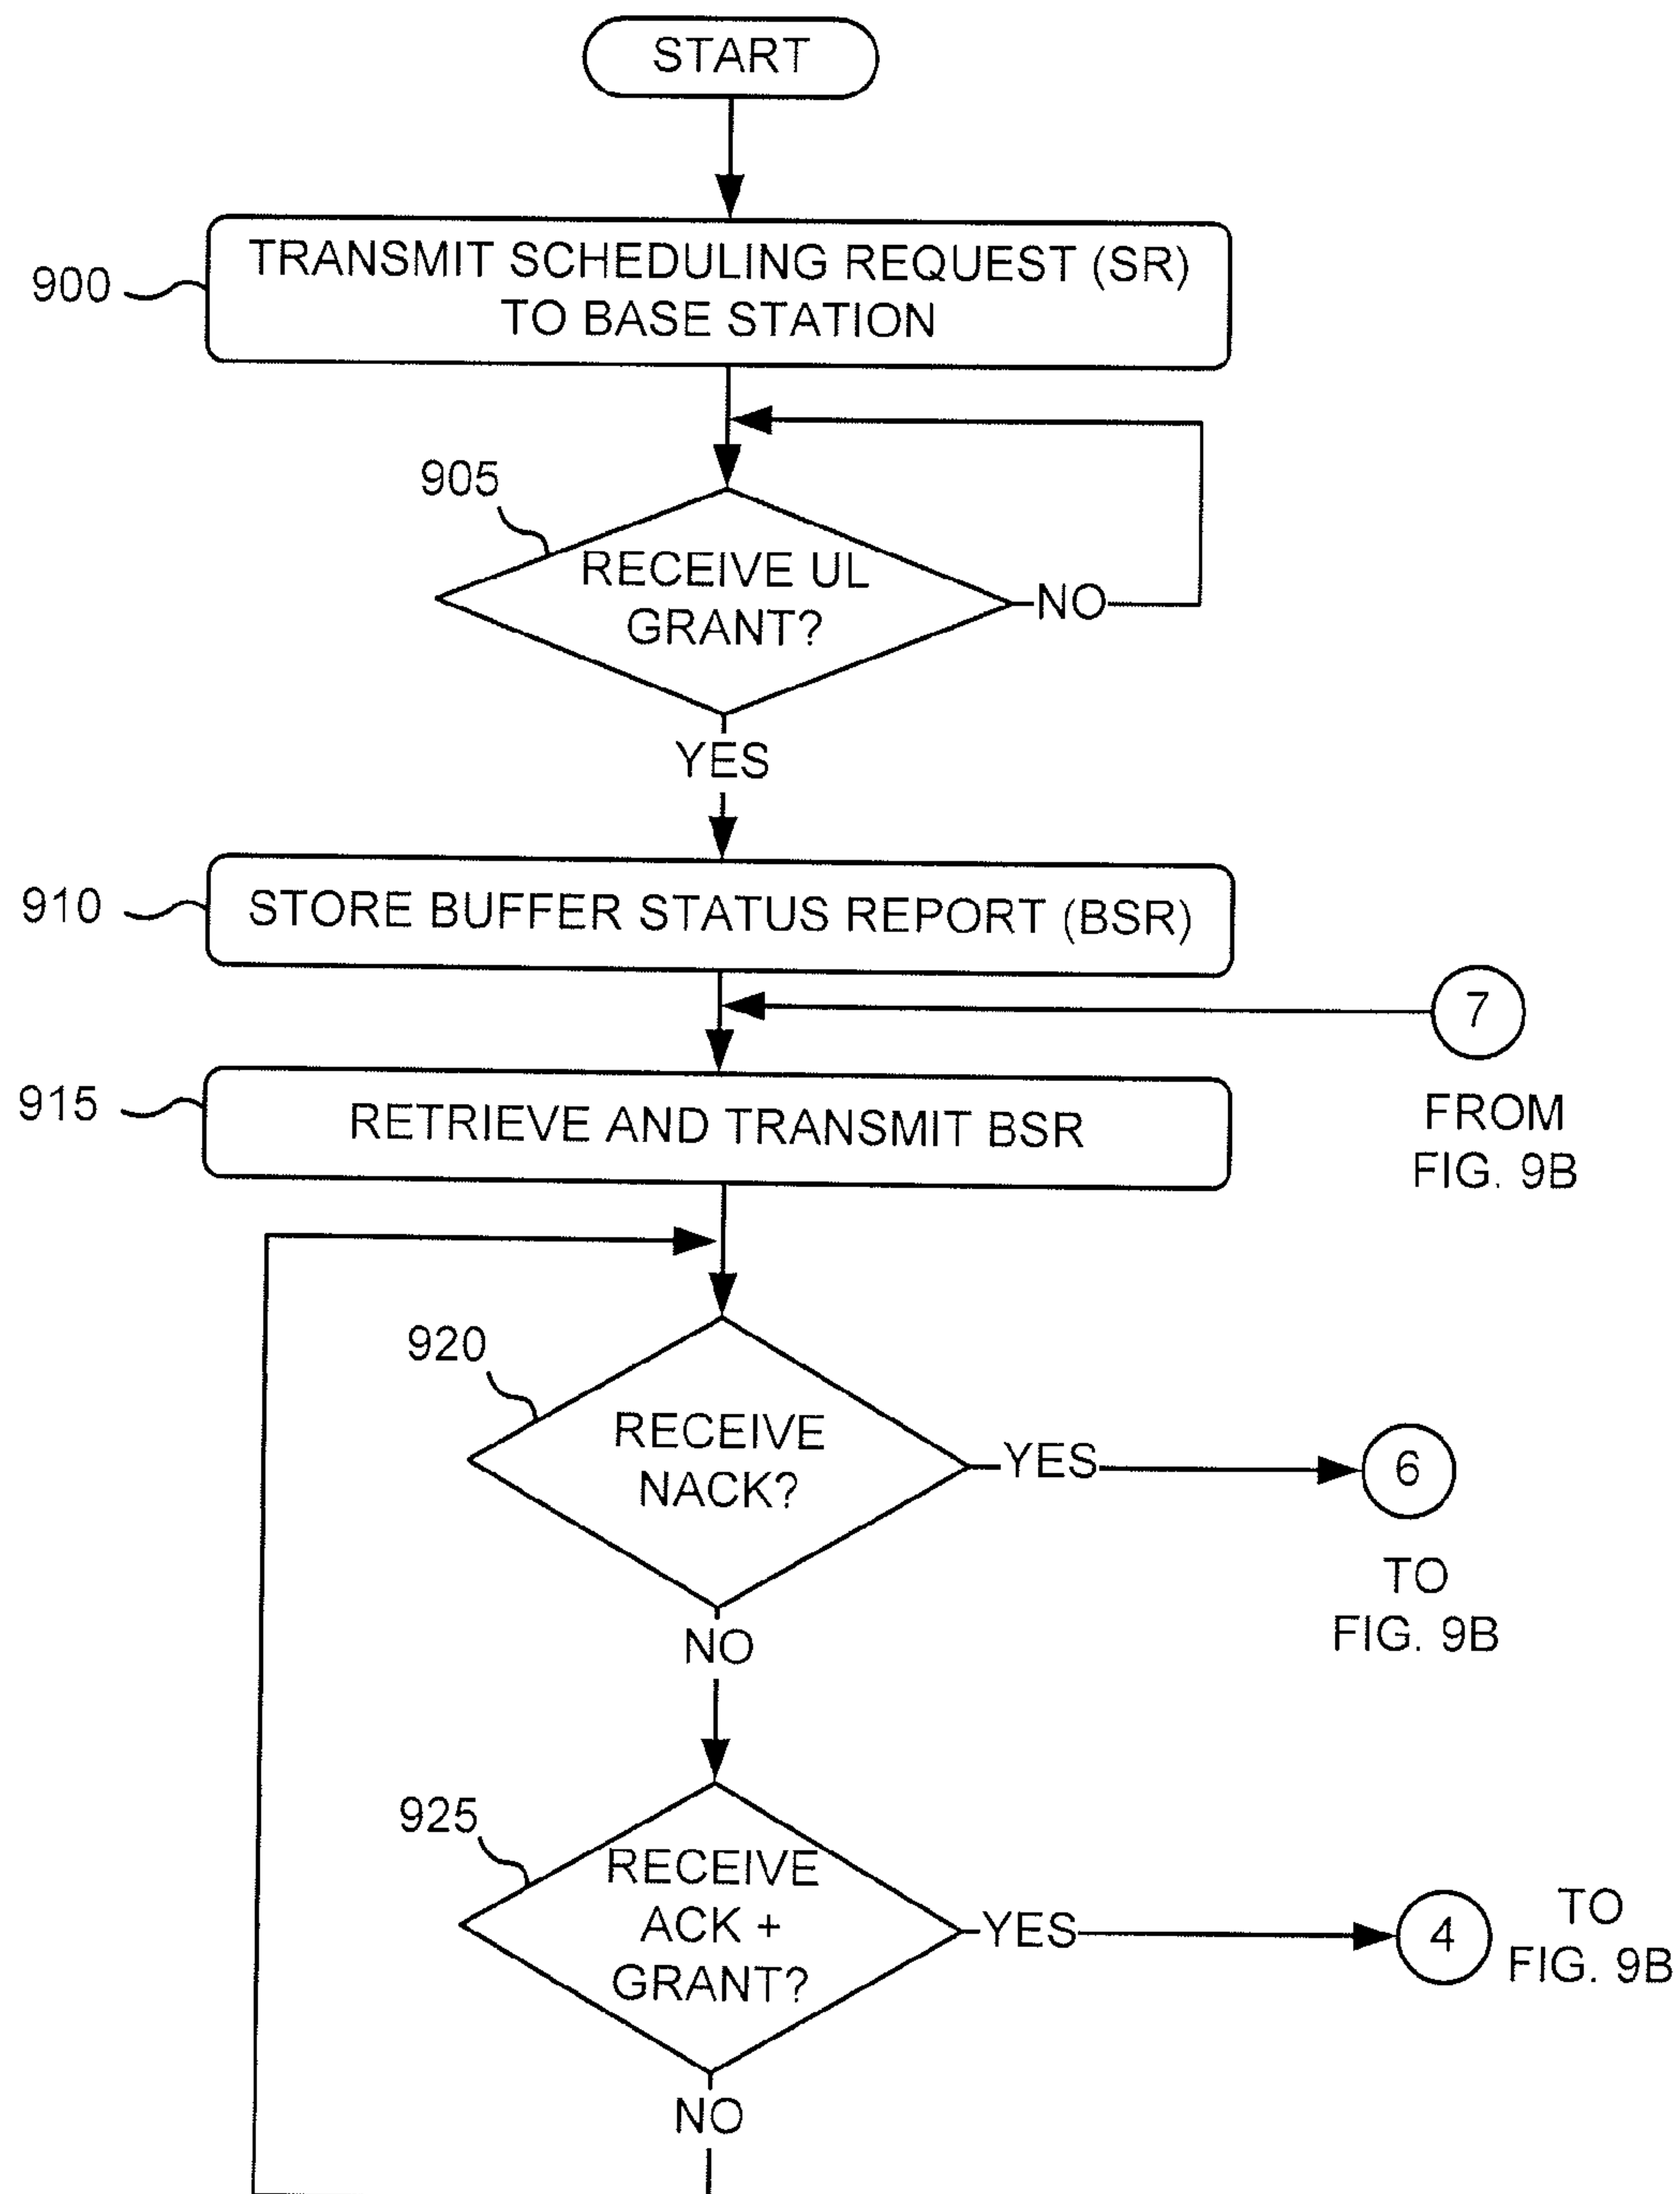 START
900
TRANSMIT SCHEDULING REQUEST (SR)
TO BASE STATION
905
RECEIVE UL
GRANT?
NO
YES
910
STORE BUFFER STATUS REPORT (BSR)
7
FROM
FIG. 9B
915
RETRIEVE AND TRANSMIT BSR
920
RECEIVE
NACK?
YES
6
TO
FIG. 9B
NO
925
RECEIVE
ACK +
GRANT?
YES
4
TO
FIG. 9B
NO